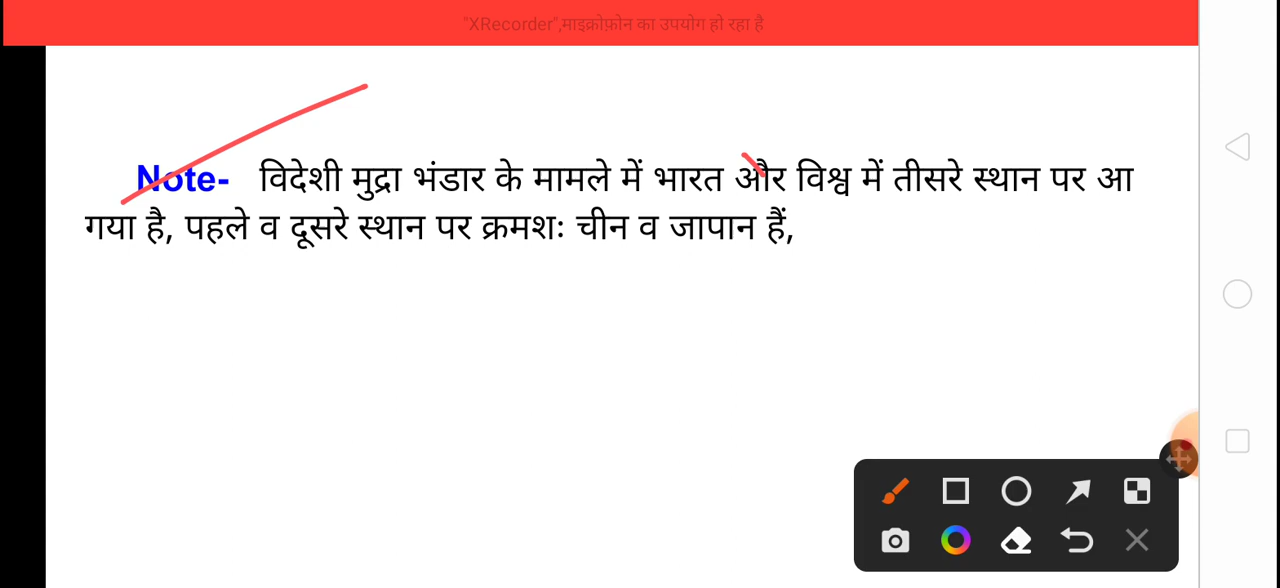 "XRecorder",माइक्रोफ़ोन का उपयोग हो रहा है
Note- विदेशी मुद्रा भंडार के मामले में भारत और विश्व में तीसरे स्थान पर आ
गया है, पहले व दूसरे स्थान पर क्रमशः चीन व जापान हैं,